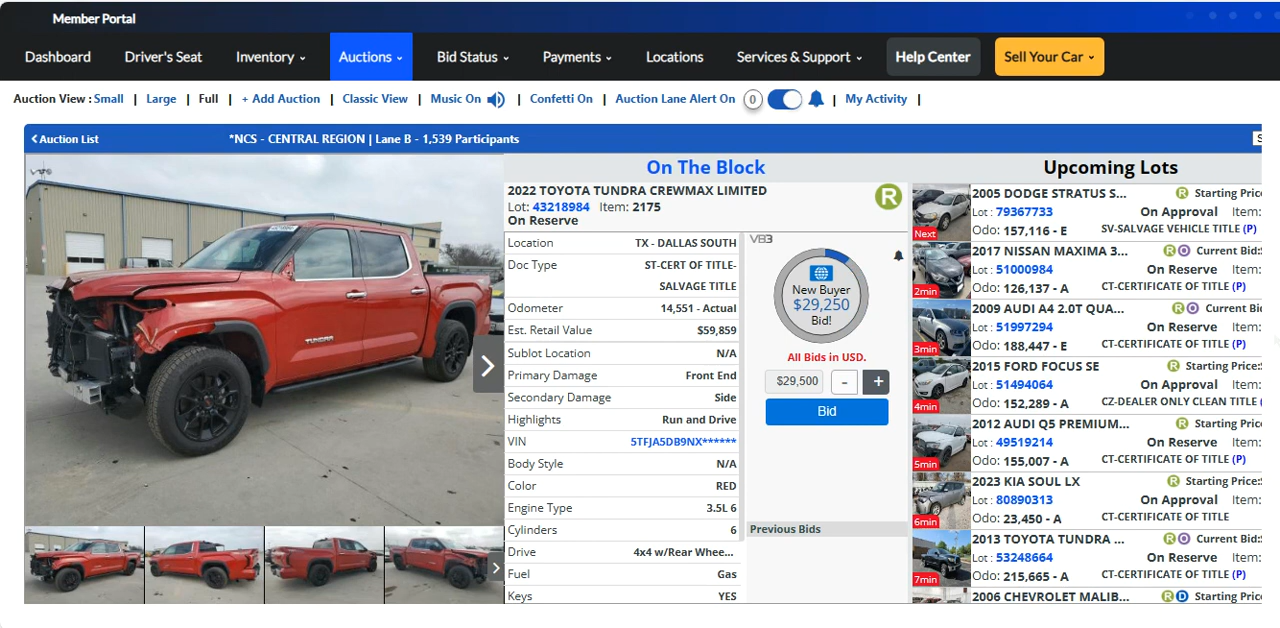 Member Portal
Dashboard Driver's Seat Inventory Auctions Bid Status Payments Locations Services & Support Help Center Sell Your Car
Auction View : Small | Large | Full | + Add Auction | Classic View | Music On | Confetti On | Auction Lane Alert On 0 | My Activity |
Auction List *NCS - CENTRAL REGION | Lane B - 1,539 Participants
On The Block
2022 TOYOTA TUNDRA CREWMAX LIMITED
R
Lot: 43218984 Item: 2175
On Reserve
Location TX - DALLAS SOUTH
Doc Type ST-CERT OF TITLE-
SALVAGE TITLE
Odometer 14,551 - Actual
Est. Retail Value $59,859
Sublot Location N/A
Primary Damage Front End
Secondary Damage Side
Highlights Run and Drive
VIN 5TFJA5DB9NX******
Body Style N/A
Color RED
Engine Type 3.5L 6
Cylinders 6
Drive 4x4 w/Rear Whee...
Fuel Gas
Keys YES
TUNDRA
VB3
New Buyer
$29,250
Bid!
All Bids in USD.
$29,500 - +
Bid
Previous Bids
Upcoming Lots
2005 DODGE STRATUS S... R Starting Price
Lot : 79367733 On Approval Item:
Next Odo: 157,116 - E SV-SALVAGE VEHICLE TITLE (P)
2017 NISSAN MAXIMA 3... R O Current Bid:
Lot : 51000984 On Reserve Item:
2min Odo: 126,137 - A CT-CERTIFICATE OF TITLE (P)
2009 AUDI A4 2.0T QUA... R O Current Bid
Lot : 51997294 On Reserve Item:
3min Odo: 188,447 - E CT-CERTIFICATE OF TITLE (P)
2015 FORD FOCUS SE R Starting Price:
Lot : 51494064 On Approval Item:
4min Odo: 152,289 - A CZ-DEALER ONLY CLEAN TITLE (
2012 AUDI Q5 PREMIUM... R Starting Price:
Lot : 49519214 On Reserve Item:
5min Odo: 155,007 - A CT-CERTIFICATE OF TITLE (P)
2023 KIA SOUL LX R Starting Price:
Lot : 80890313 On Approval Item:
6min Odo: 23,450 - A CT-CERTIFICATE OF TITLE
2013 TOYOTA TUNDRA ... R O Current Bid:
Lot : 53248664 On Reserve Item:
7min Odo: 215,665 - A CT-CERTIFICATE OF TITLE (P)
2006 CHEVROLET MALIB... R D Starting Price